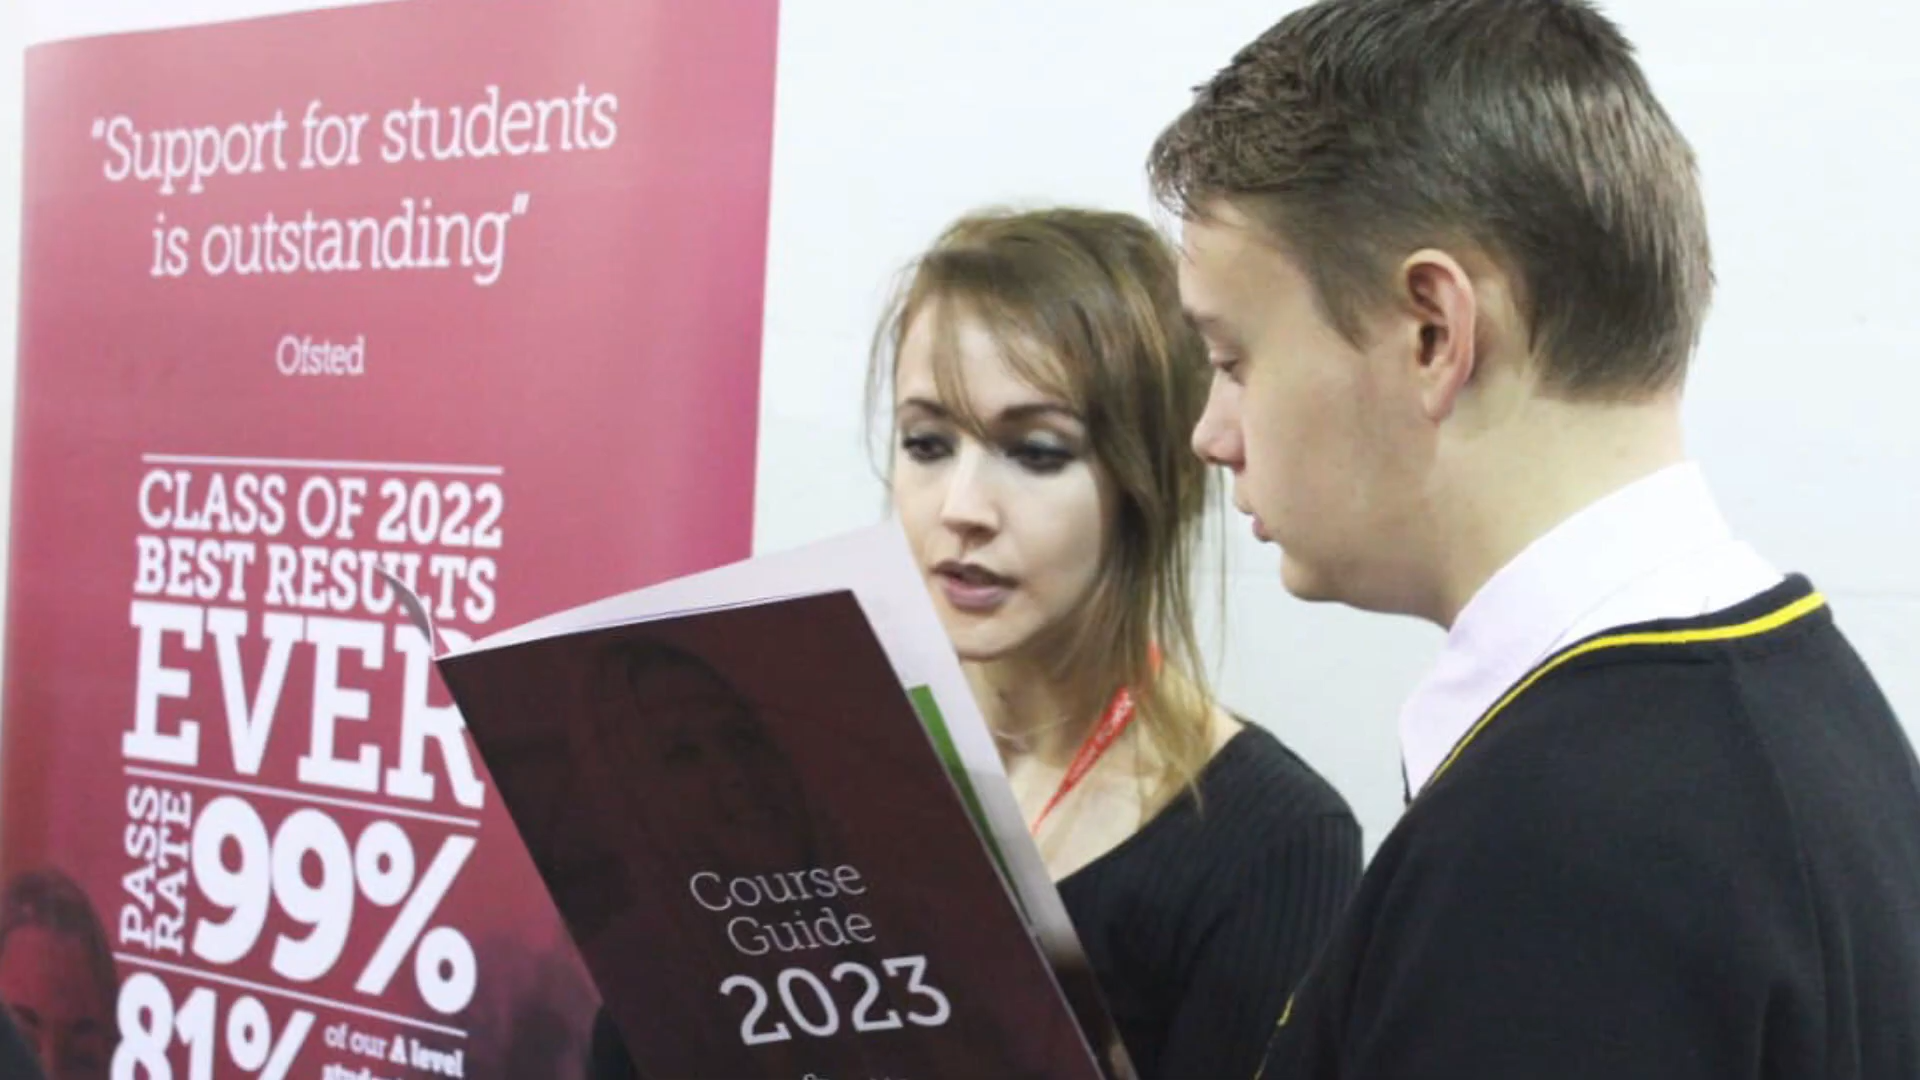 "Support for students
is outstanding"
Ofsted
CLASS OF 2022
BEST RESULTS
EVER
PASS
RATE
99%
81%
of our A level
Course
Guide
2023